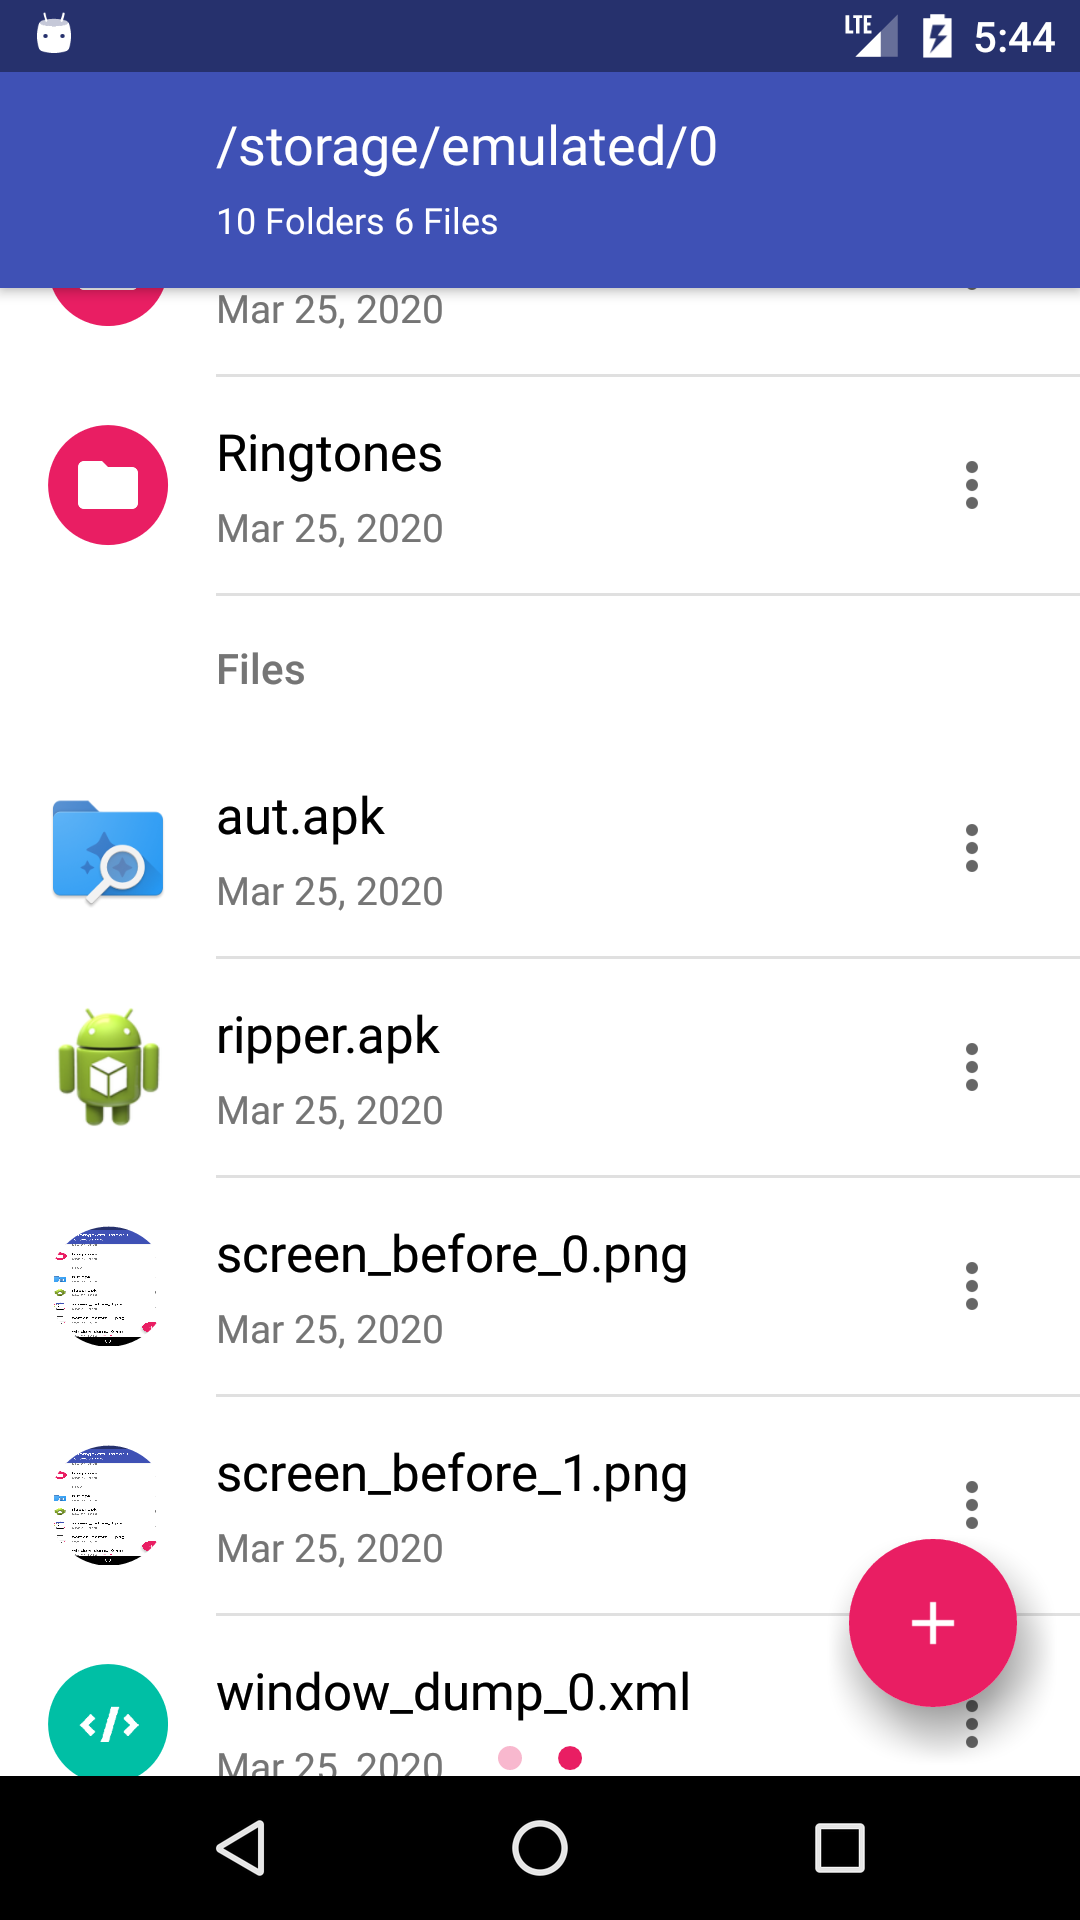 LTE 5:44
/storage/emulated/0
10 Folders 6 Files
Mar 25, 2020
Ringtones
Mar 25, 2020
Files
aut.apk
Mar 25, 2020
ripper.apk
Mar 25, 2020
screen_before_0.png
Mar 25, 2020
screen_before_1.png
Mar 25, 2020
window_dump_0.xml
Mar 25, 2020